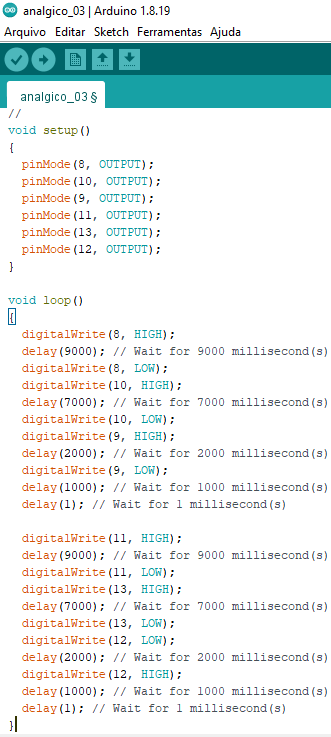 analgico_03 | Arduino 1.8.19
Arquivo Editar Sketch Ferramentas Ajuda
analgico_03 §
//
void setup()
{
  pinMode(8, OUTPUT);
  pinMode(10, OUTPUT);
  pinMode(9, OUTPUT);
  pinMode(11, OUTPUT);
  pinMode(13, OUTPUT);
  pinMode(12, OUTPUT);
}

void loop()
{
  digitalWrite(8, HIGH);
  delay(9000); // Wait for 9000 millisecond(s)
  digitalWrite(8, LOW);
  digitalWrite(10, HIGH);
  delay(7000); // Wait for 7000 millisecond(s)
  digitalWrite(10, LOW);
  digitalWrite(9, HIGH);
  delay(2000); // Wait for 2000 millisecond(s)
  digitalWrite(9, LOW);
  delay(1000); // Wait for 1000 millisecond(s)
  delay(1); // Wait for 1 millisecond(s)

  digitalWrite(11, HIGH);
  delay(9000); // Wait for 9000 millisecond(s)
  digitalWrite(11, LOW);
  digitalWrite(13, HIGH);
  delay(7000); // Wait for 7000 millisecond(s)
  digitalWrite(13, LOW);
  digitalWrite(12, LOW);
  delay(2000); // Wait for 2000 millisecond(s)
  digitalWrite(12, HIGH);
  delay(1000); // Wait for 1000 millisecond(s)
  delay(1); // Wait for 1 millisecond(s)
}